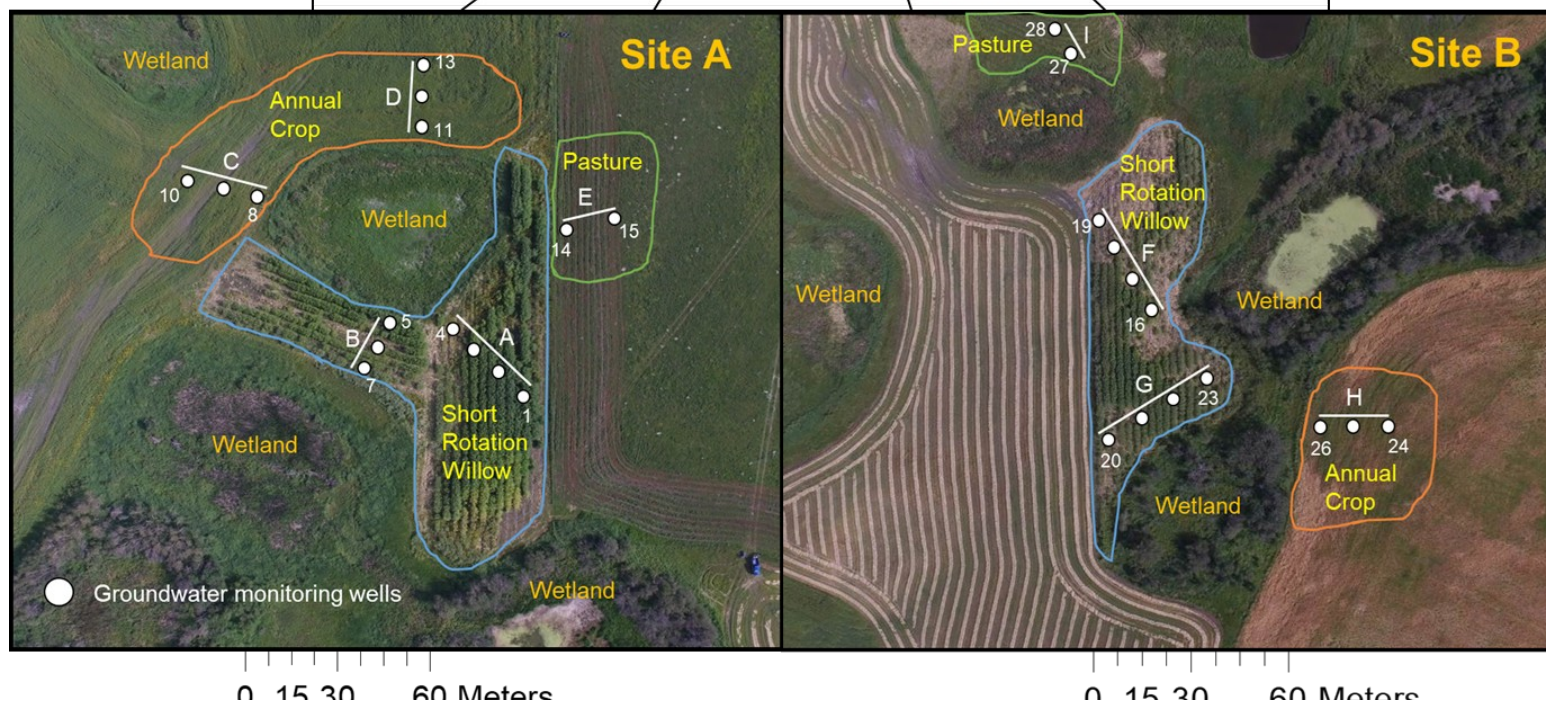 Site A
Wetland
Annual
Crop
D
13
11
C
10
8
Wetland
Pasture
E
14
15
B
5
7
4
A
1
Short
Rotation
Willow
Wetland
Wetland
Groundwater monitoring wells
0 15 30 60 Meters
Site B
Pasture
28
I
27
Wetland
Short
Rotation
Willow
19
F
16
Wetland
Wetland
G
23
20
Wetland
H
26
24
Annual
Crop
0 15 30 60 Meters